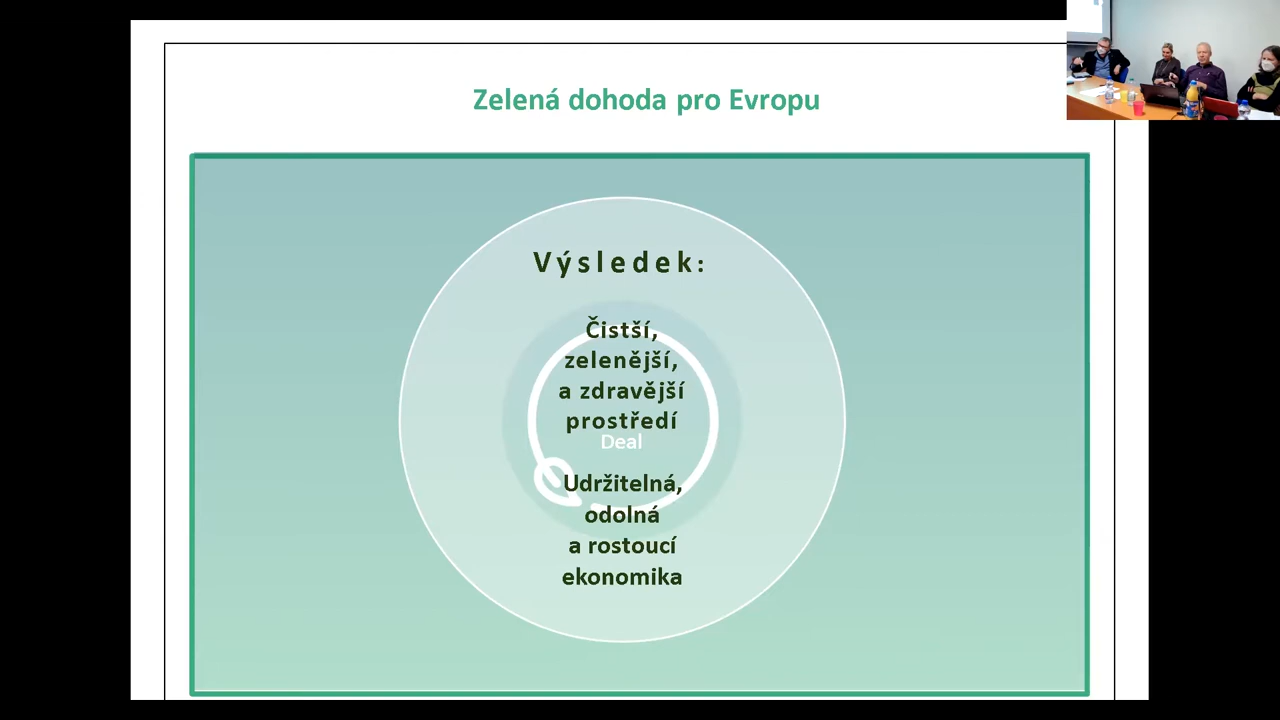 Zelená dohoda pro Evropu
Výsledek:
Čistší,
zelenější,
a zdravější
prostředí
Deal
Udržitelná,
odolná
a rostoucí
ekonomika